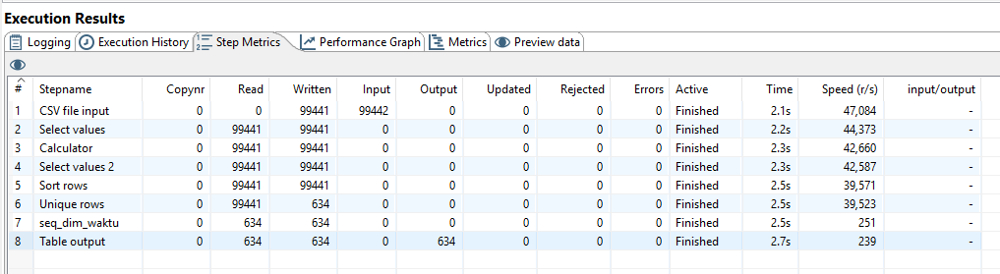 Execution Results
Logging Execution History Step Metrics Performance Graph Metrics Preview data
# Stepname Copynr Read Written Input Output Updated Rejected Errors Active Time Speed (r/s) input/output
1 CSV file input 0 0 99441 99442 0 0 0 0 Finished 2.1s 47,084 -
2 Select values 0 99441 99441 0 0 0 0 0 Finished 2.2s 44,373 -
3 Calculator 0 99441 99441 0 0 0 0 0 Finished 2.3s 42,660 -
4 Select values 2 0 99441 99441 0 0 0 0 0 Finished 2.3s 42,587 -
5 Sort rows 0 99441 99441 0 0 0 0 0 Finished 2.5s 39,571 -
6 Unique rows 0 99441 634 0 0 0 0 0 Finished 2.5s 39,523 -
7 seq_dim_waktu 0 634 634 0 0 0 0 0 Finished 2.5s 251 -
8 Table output 0 634 634 0 634 0 0 0 Finished 2.7s 239 -